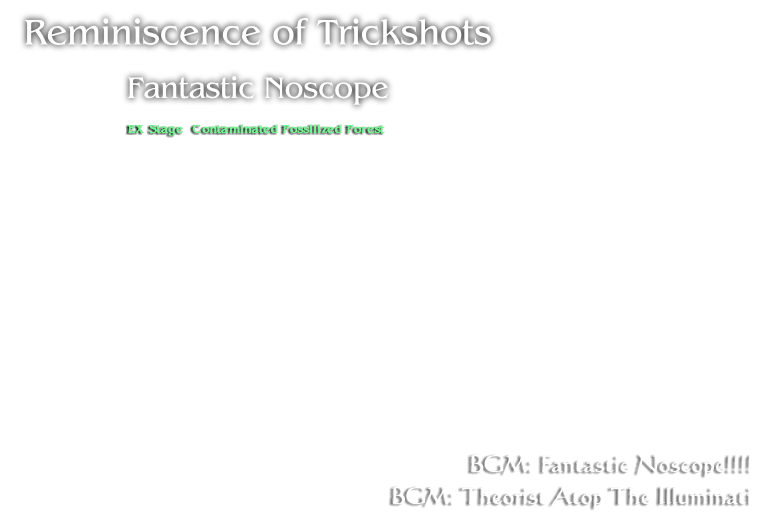 Reminiscence of Trickshots
Fantastic Noscope
EX Stage Contaminated Fossilized Forest
BGM: Fantastic Noscope!!!!
BGM: Theorist Atop The Illuminati